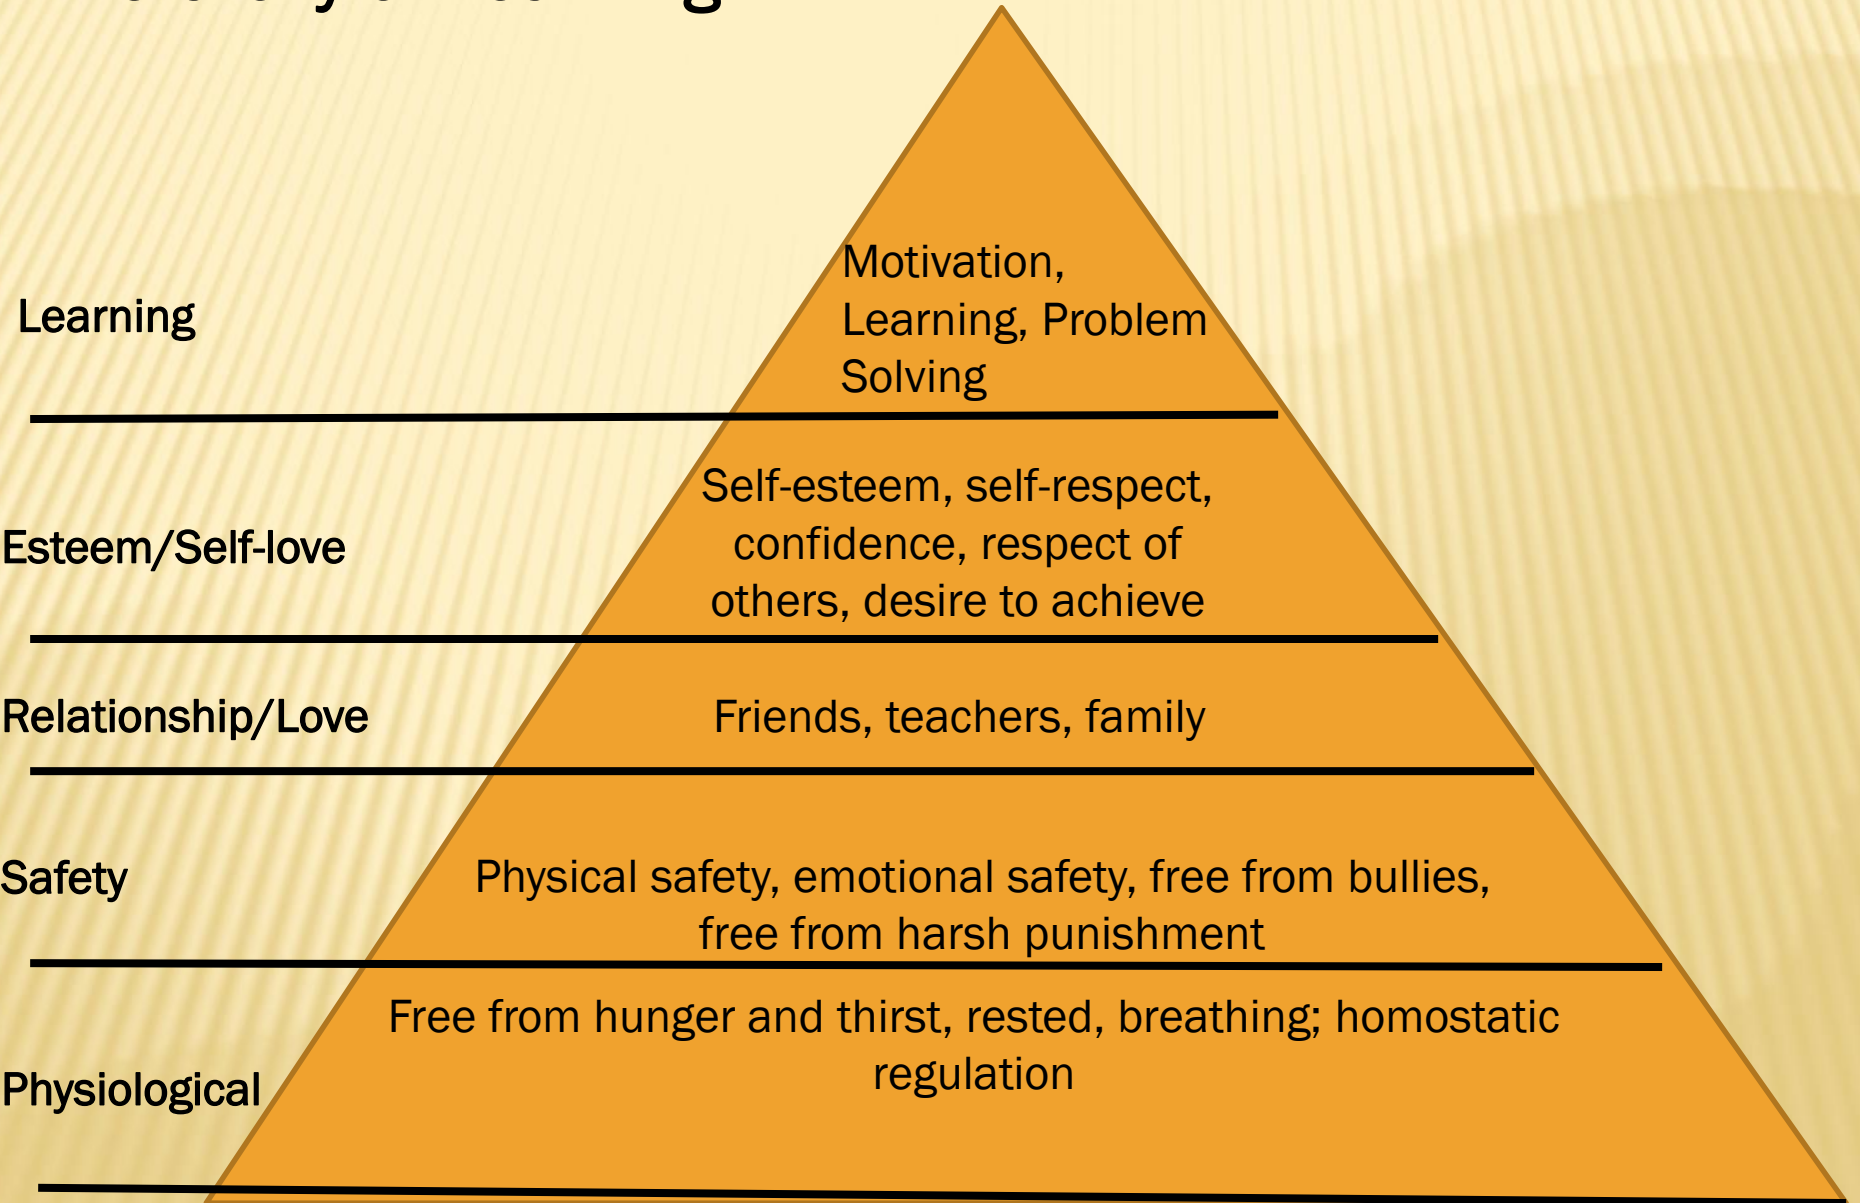 Learning
Motivation,
Learning, Problem
Solving
Esteem/Self-love
Self-esteem, self-respect,
confidence, respect of
others, desire to achieve
Relationship/Love
Friends, teachers, family
Safety
Physical safety, emotional safety, free from bullies,
free from harsh punishment
Physiological
Free from hunger and thirst, rested, breathing; homostatic
regulation